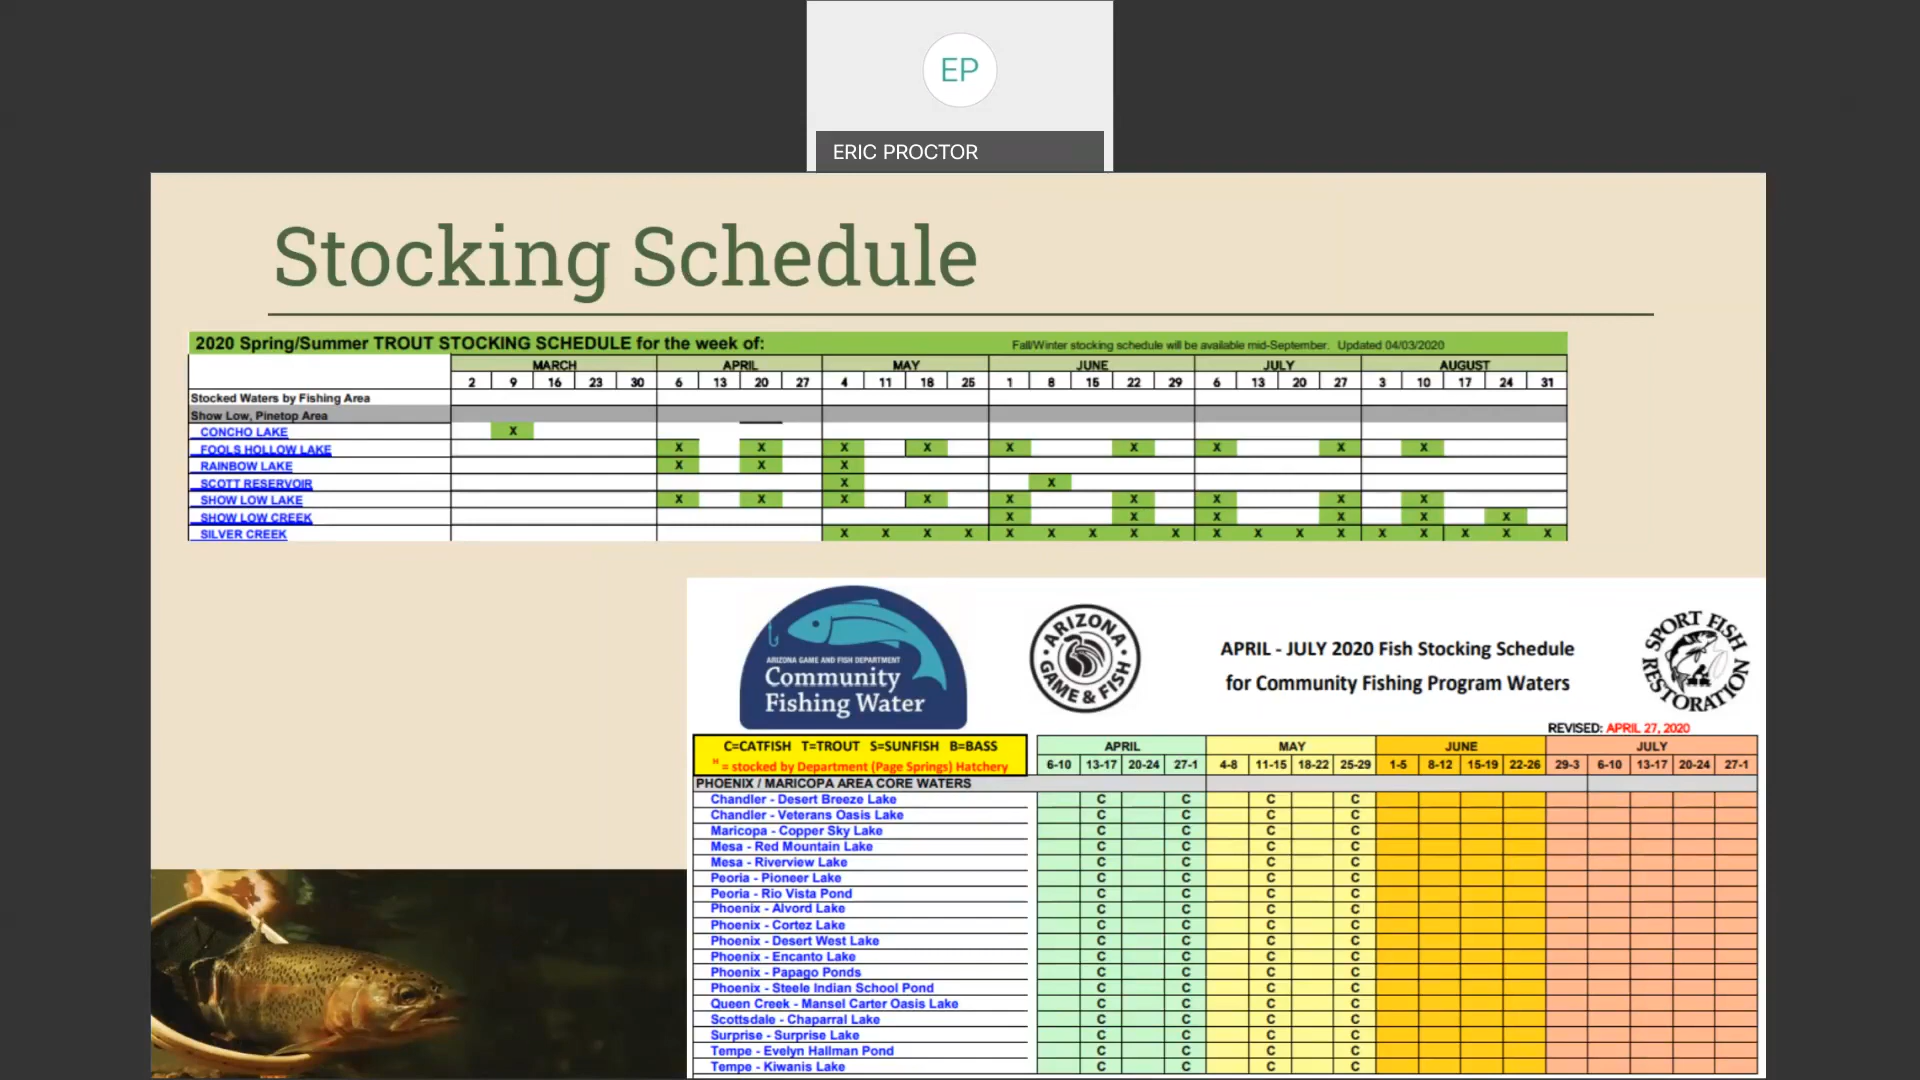 EP
ERIC PROCTOR
Stocking Schedule
2020 Spring/Summer TROUT STOCKING SCHEDULE for the week of: Fall/Winter stocking schedule will be available mid-September. Updated 04/03/2020
MARCH APRIL MAY JUNE JULY AUGUST
2 9 16 23 30 6 13 20 27 4 11 18 25 1 8 15 22 29 6 13 20 27 3 10 17 24 31
Stocked Waters by Fishing Area
Show Low, Pinetop Area
CONCHO LAKE X
FOOLS HOLLOW LAKE X X X X X X X X X
RAINBOW LAKE X X X
SCOTT RESERVOIR X X
SHOW LOW LAKE X X X X X X X X X
SHOW LOW CREEK X X X X X X
SILVER CREEK X X X X X X X X X X X X X X X X X X
ARIZONA GAME AND FISH DEPARTMENT
Community
Fishing Water
ARIZONA
GAME & FISH
APRIL - JULY 2020 Fish Stocking Schedule
for Community Fishing Program Waters
SPORT FISH
RESTORATION
REVISED: APRIL 27, 2020
C=CATFISH T=TROUT S=SUNFISH B=BASS
H = stocked by Department (Page Springs) Hatchery
APRIL MAY JUNE JULY
6-10 13-17 20-24 27-1 4-8 11-15 18-22 25-29 1-5 8-12 15-19 22-26 29-3 6-10 13-17 20-24 27-1
PHOENIX / MARICOPA AREA CORE WATERS
Chandler - Desert Breeze Lake C C C C
Chandler - Veterans Oasis Lake C C C C
Maricopa - Copper Sky Lake C C C C
Mesa - Red Mountain Lake C C C C
Mesa - Riverview Lake C C C C
Peoria - Pioneer Lake C C C C
Peoria - Rio Vista Pond C C C C
Phoenix - Alvord Lake C C C C
Phoenix - Cortez Lake C C C C
Phoenix - Desert West Lake C C C C
Phoenix - Encanto Lake C C C C
Phoenix - Papago Ponds C C C C
Phoenix - Steele Indian School Pond C C C C
Queen Creek - Mansel Carter Oasis Lake C C C C
Scottsdale - Chaparral Lake C C C C
Surprise - Surprise Lake C C C C
Tempe - Evelyn Hallman Pond C C C C
Tempe - Kiwanis Lake C C C C